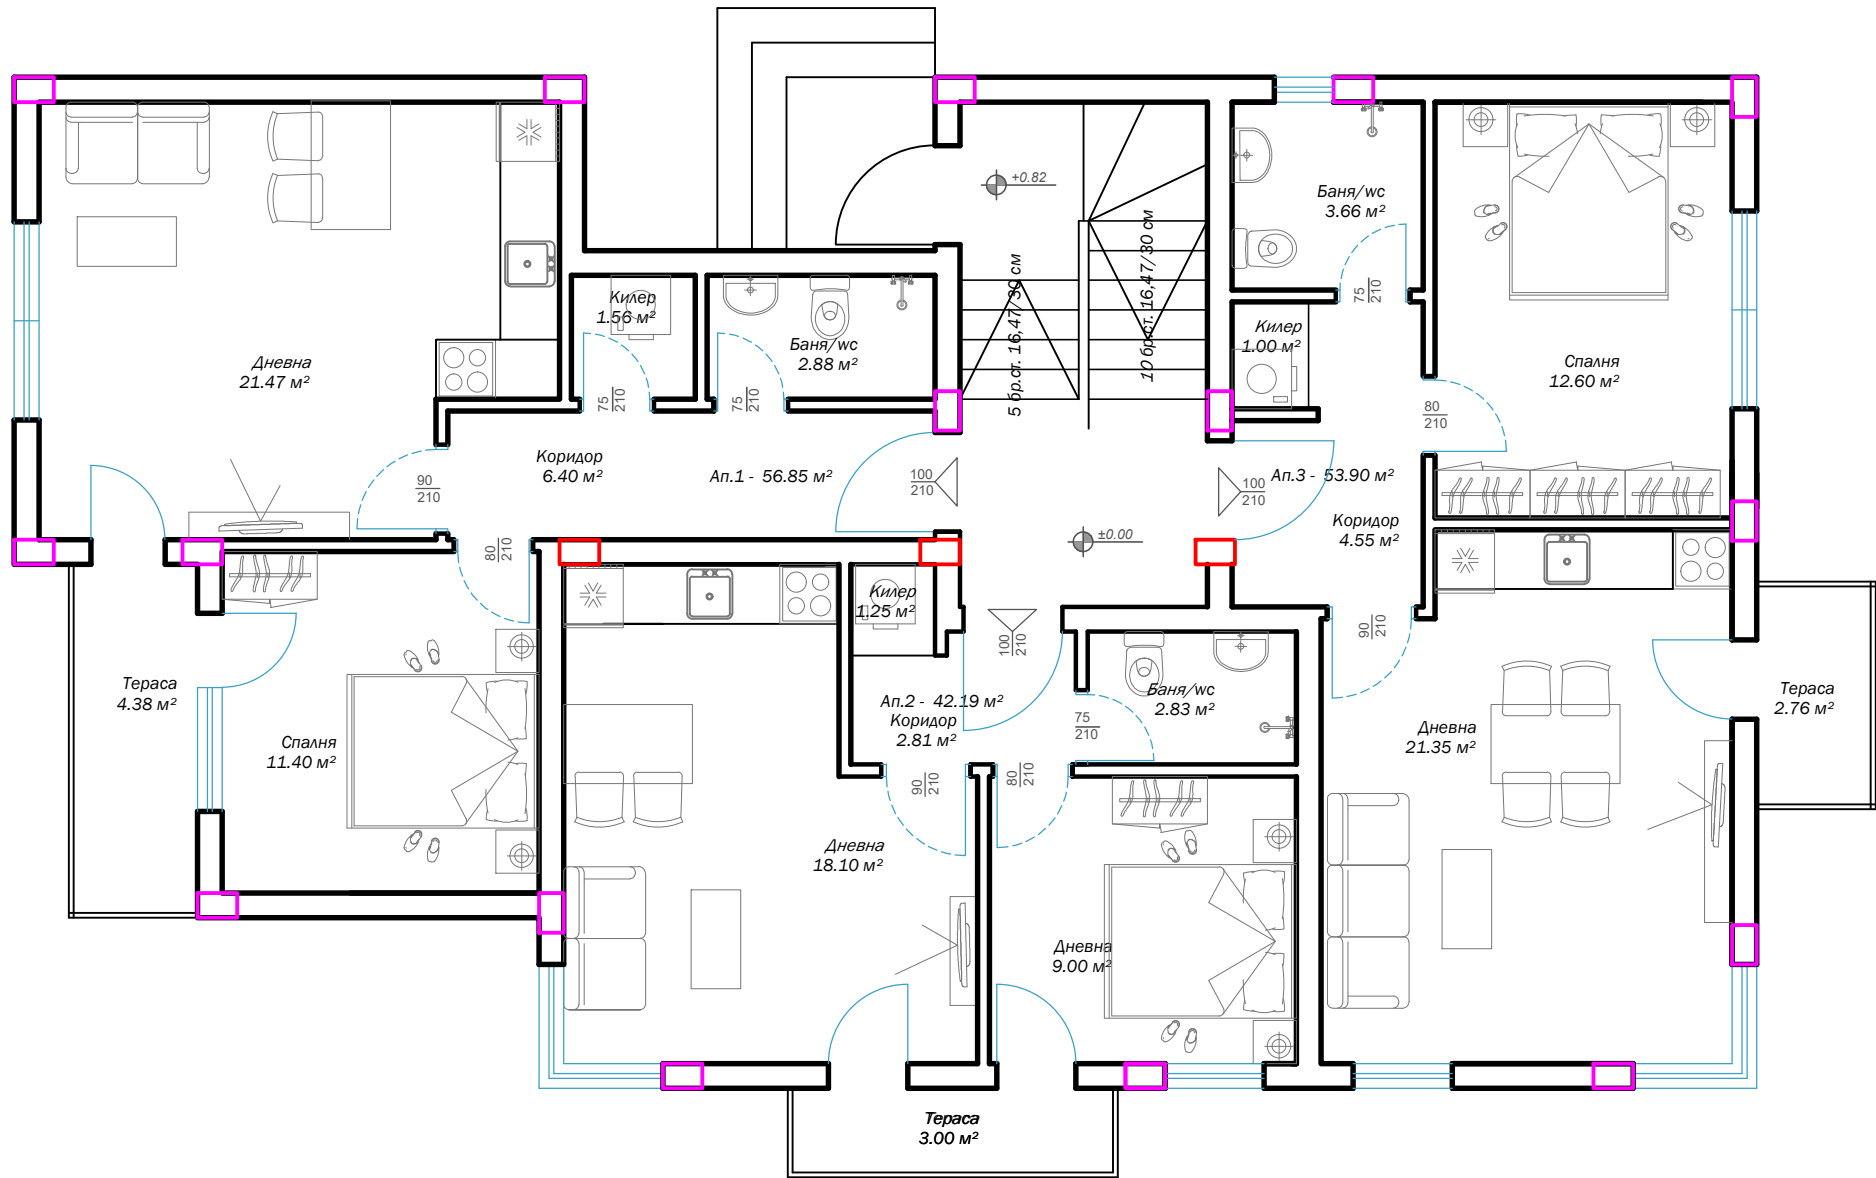 +0.82
Баня/wc
3.66 м²
75
210
5 бр.ст. 16,47/30 см
10 бр.ст. 16,47/30 см
Килер
1.56 м²
Килер
1.00 м²
Баня/wc
2.88 м²
Дневна
21.47 м²
Спалня
12.60 м²
75
210
75
210
80
210
Коридор
6.40 м²
Ап.1 - 56.85 м²
90
210
100
210
100
210
Ап.3 - 53.90 м²
Коридор
4.55 м²
±0.00
80
210
Килер
1.25 м²
100
210
90
210
Тераса
4.38 м²
Ап.2 - 42.19 м²
Коридор
2.81 м²
Баня/wc
2.83 м²
75
210
Тераса
2.76 м²
Спалня
11.40 м²
Дневна
21.35 м²
90
210
80
210
Дневна
18.10 м²
Дневна
9.00 м²
Тераса
3.00 м²